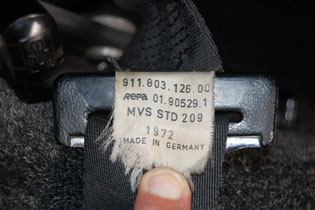 911.803.126.00
RePa 01.90529.1
MVS STD 209
1972
MADE IN GERMANY